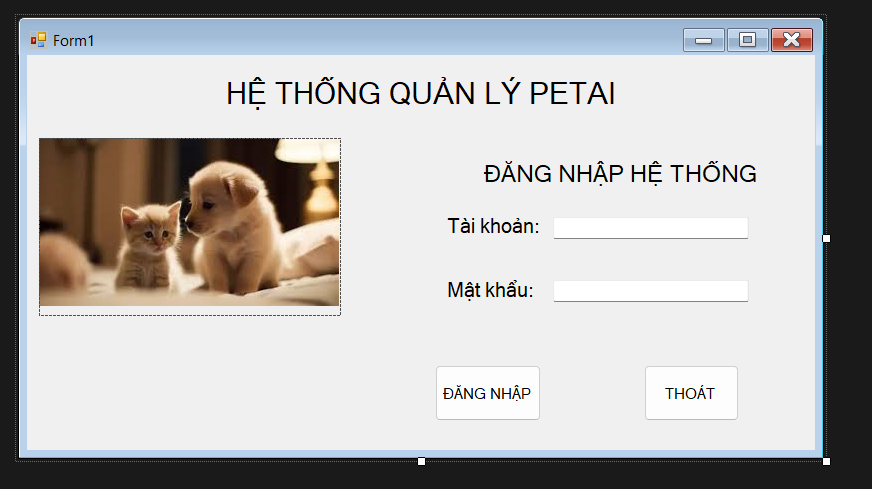 Form1
HỆ THỐNG QUẢN LÝ PETAI
ĐĂNG NHẬP HỆ THỐNG
Tài khoản:
Mật khẩu:
ĐĂNG NHẬP
THOÁT